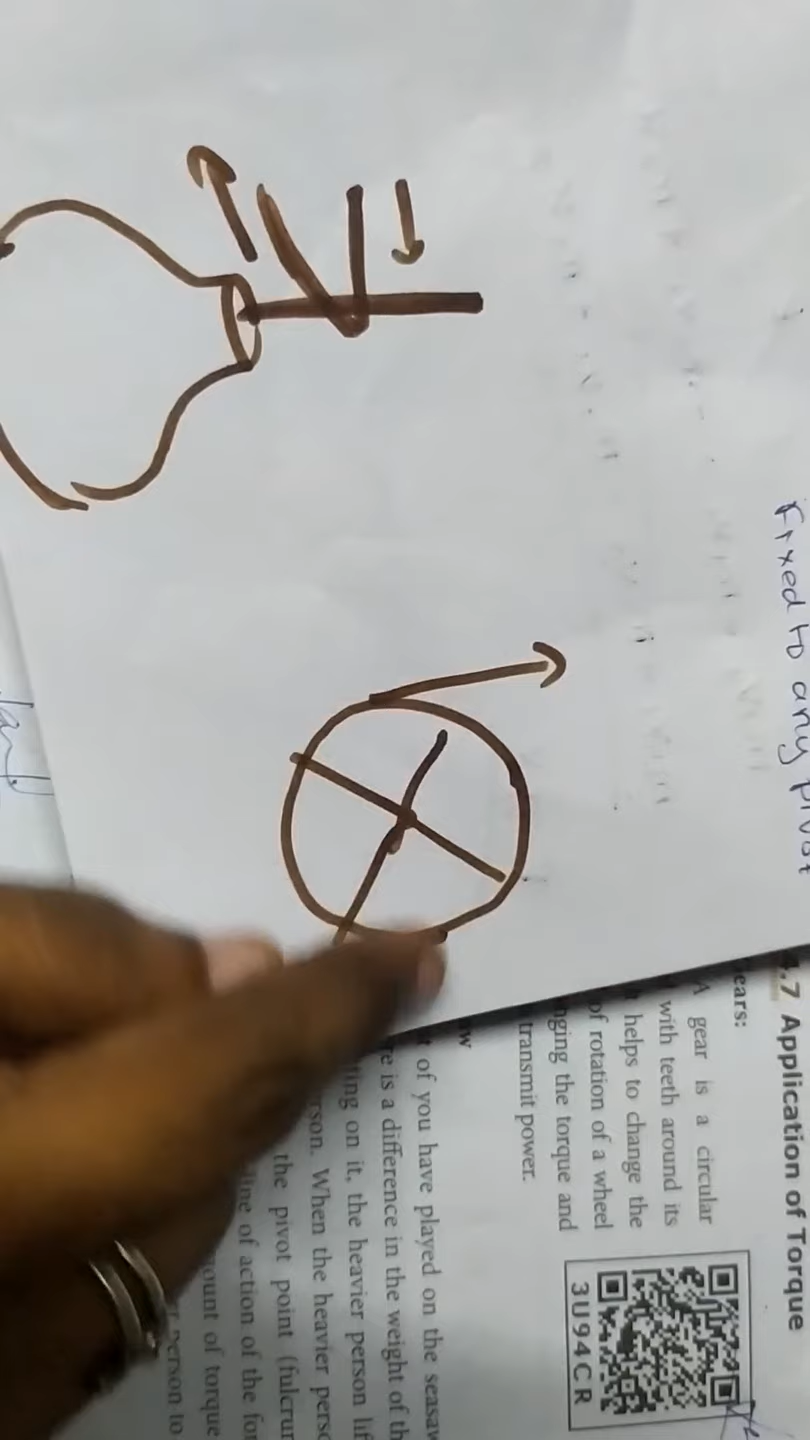 Fixed to any pivot
.7 Application of Torque
ears:
A gear is a circular
with teeth around its
helps to change the
of rotation of a wheel
nging the torque and
transmit power.
3U94CR
of you have played on the seasaw
re is a difference in the weight of th
ting on it, the heavier person lif
rson. When the heavier perso
the pivot point (fulcrum
line of action of the for
ount of torque
person to